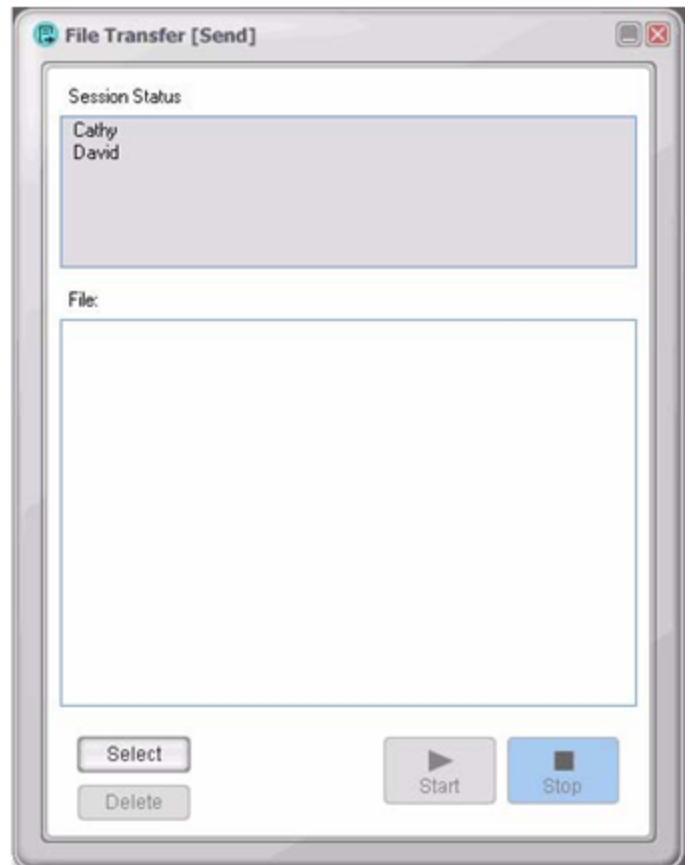 File Transfer [Send]
Session Status
Cathy
David
File:
Select
Delete
Start
Stop